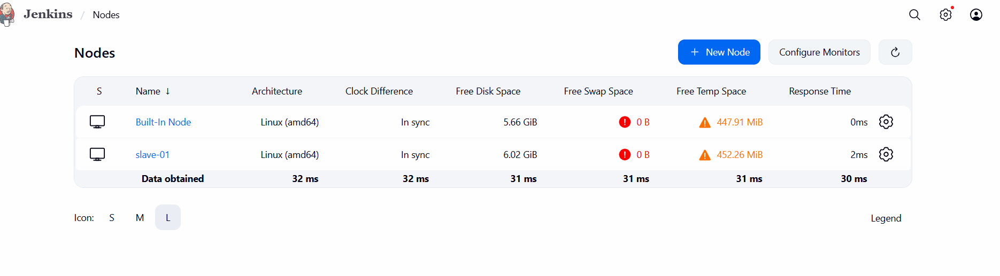 Jenkins / Nodes
Nodes
+ New Node Configure Monitors
S Name ↓ Architecture Clock Difference Free Disk Space Free Swap Space Free Temp Space Response Time
Built-In Node Linux (amd64) In sync 5.66 GiB 0 B 447.91 MiB 0ms
slave-01 Linux (amd64) In sync 6.02 GiB 0 B 452.26 MiB 2ms
Data obtained 32 ms 32 ms 31 ms 31 ms 31 ms 30 ms
Icon: S M L Legend